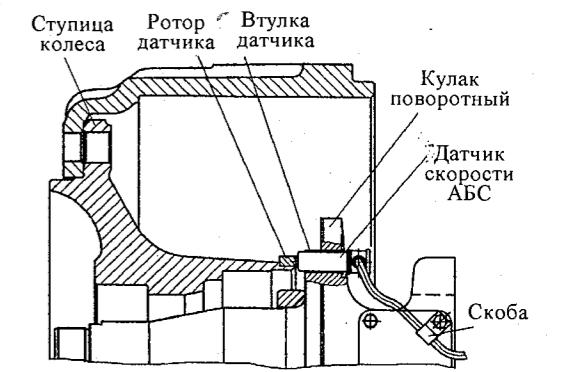 Ступица
колеса
Ротор
датчика
Втулка
датчика
Кулак
поворотный
Датчик
скорости
АБС
Скоба